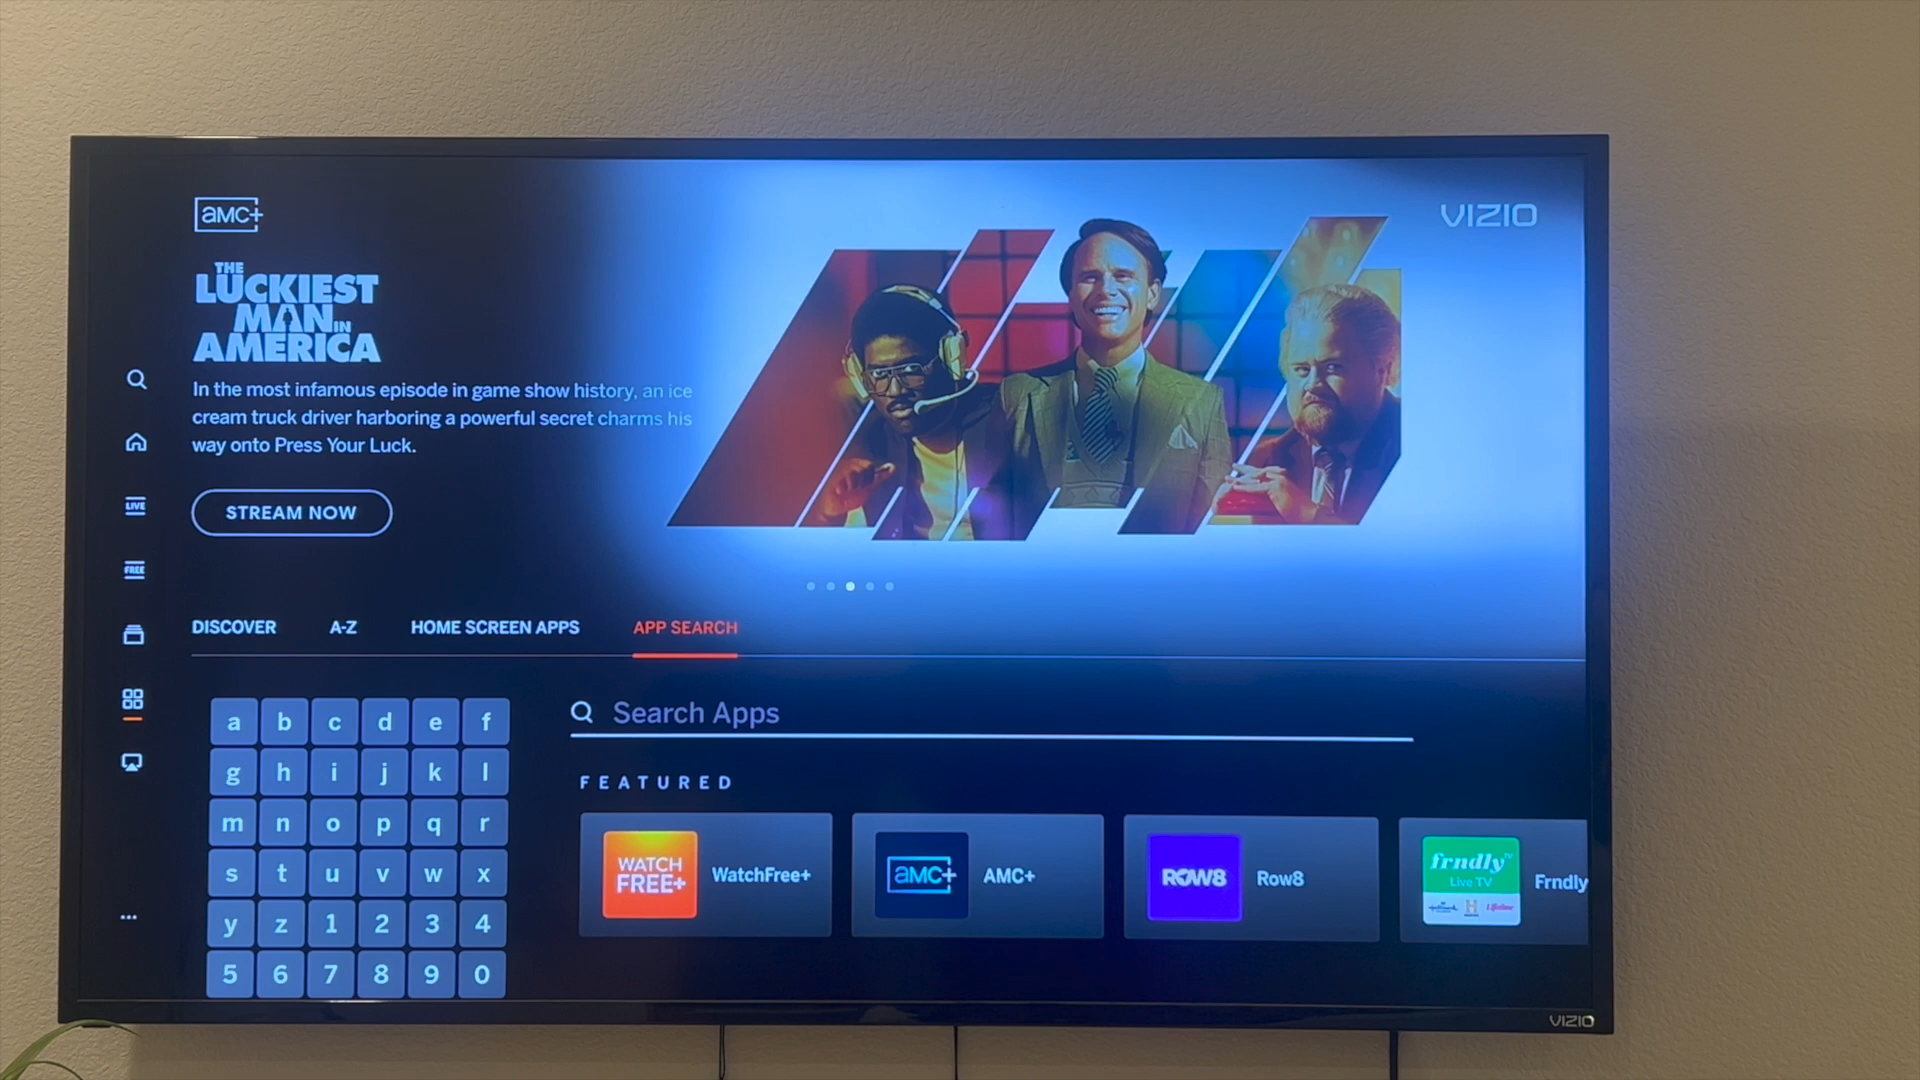 aMC+
VIZIO
THE
LUCKIEST
MAN IN
AMERICA
In the most infamous episode in game show history, an ice
cream truck driver harboring a powerful secret charms his
way onto Press Your Luck.
STREAM NOW
LIVE
FREE
DISCOVER A-Z HOME SCREEN APPS APP SEARCH
Search Apps
a b c d e f
g h i j k l
m n o p q r
s t u v w x
y z 1 2 3 4
5 6 7 8 9 0
FEATURED
WATCH
FREE+
WatchFree+
aMC+
AMC+
ROW8
Row8
frndly TV
Live TV
Hallmark
H
Lifetime
Frndly
VIZIO